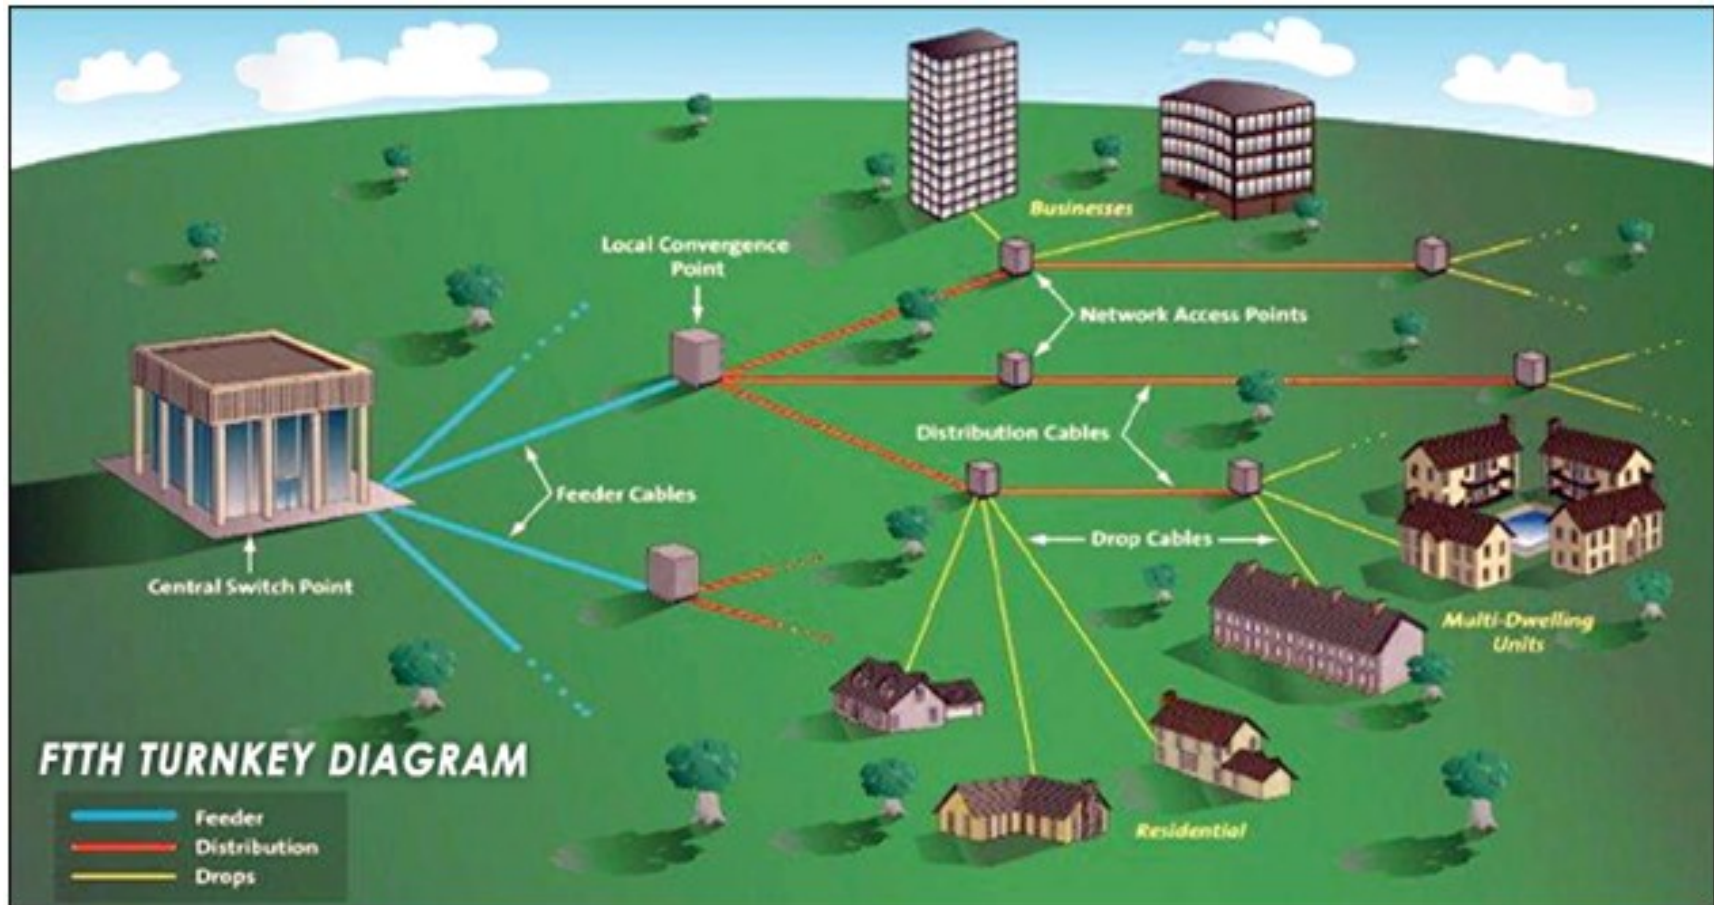 Businesses
Local Convergence
Point
Network Access Points
Distribution Cables
Feeder Cables
Drop Cables
Central Switch Point
Multi-Dwelling
Units
Residential
FTTH TURNKEY DIAGRAM
Feeder
Distribution
Drops